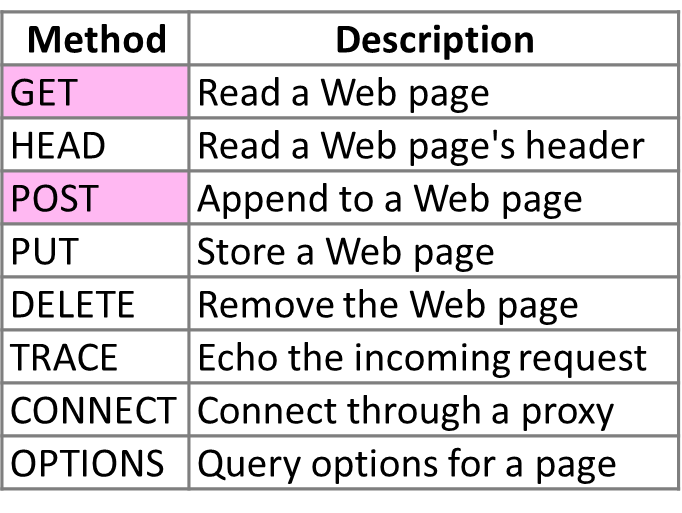 Method Description
GET Read a Web page
HEAD Read a Web page's header
POST Append to a Web page
PUT Store a Web page
DELETE Remove the Web page
TRACE Echo the incoming request
CONNECT Connect through a proxy
OPTIONS Query options for a page